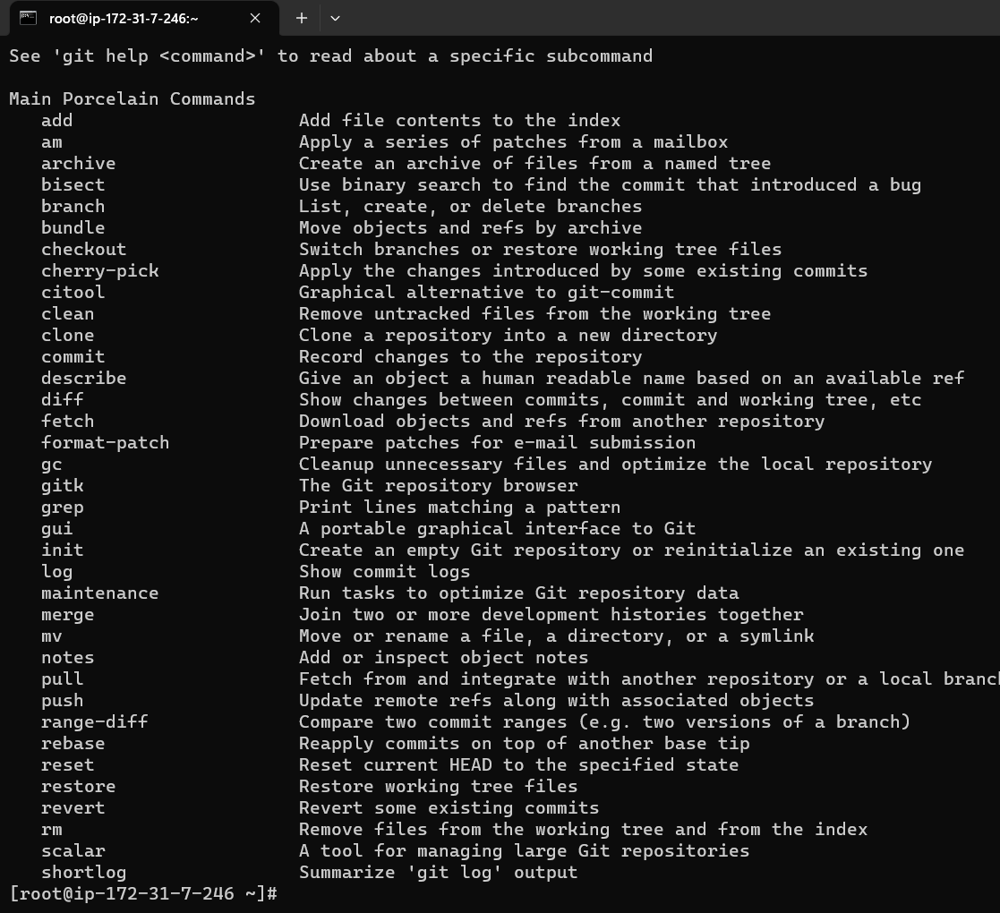 root@ip-172-31-7-246:~
See 'git help <command>' to read about a specific subcommand
Main Porcelain Commands
add Add file contents to the index
am Apply a series of patches from a mailbox
archive Create an archive of files from a named tree
bisect Use binary search to find the commit that introduced a bug
branch List, create, or delete branches
bundle Move objects and refs by archive
checkout Switch branches or restore working tree files
cherry-pick Apply the changes introduced by some existing commits
citool Graphical alternative to git-commit
clean Remove untracked files from the working tree
clone Clone a repository into a new directory
commit Record changes to the repository
describe Give an object a human readable name based on an available ref
diff Show changes between commits, commit and working tree, etc
fetch Download objects and refs from another repository
format-patch Prepare patches for e-mail submission
gc Cleanup unnecessary files and optimize the local repository
gitk The Git repository browser
grep Print lines matching a pattern
gui A portable graphical interface to Git
init Create an empty Git repository or reinitialize an existing one
log Show commit logs
maintenance Run tasks to optimize Git repository data
merge Join two or more development histories together
mv Move or rename a file, a directory, or a symlink
notes Add or inspect object notes
pull Fetch from and integrate with another repository or a local branch
push Update remote refs along with associated objects
range-diff Compare two commit ranges (e.g. two versions of a branch)
rebase Reapply commits on top of another base tip
reset Reset current HEAD to the specified state
restore Restore working tree files
revert Revert some existing commits
rm Remove files from the working tree and from the index
scalar A tool for managing large Git repositories
shortlog Summarize 'git log' output
[root@ip-172-31-7-246 ~]#